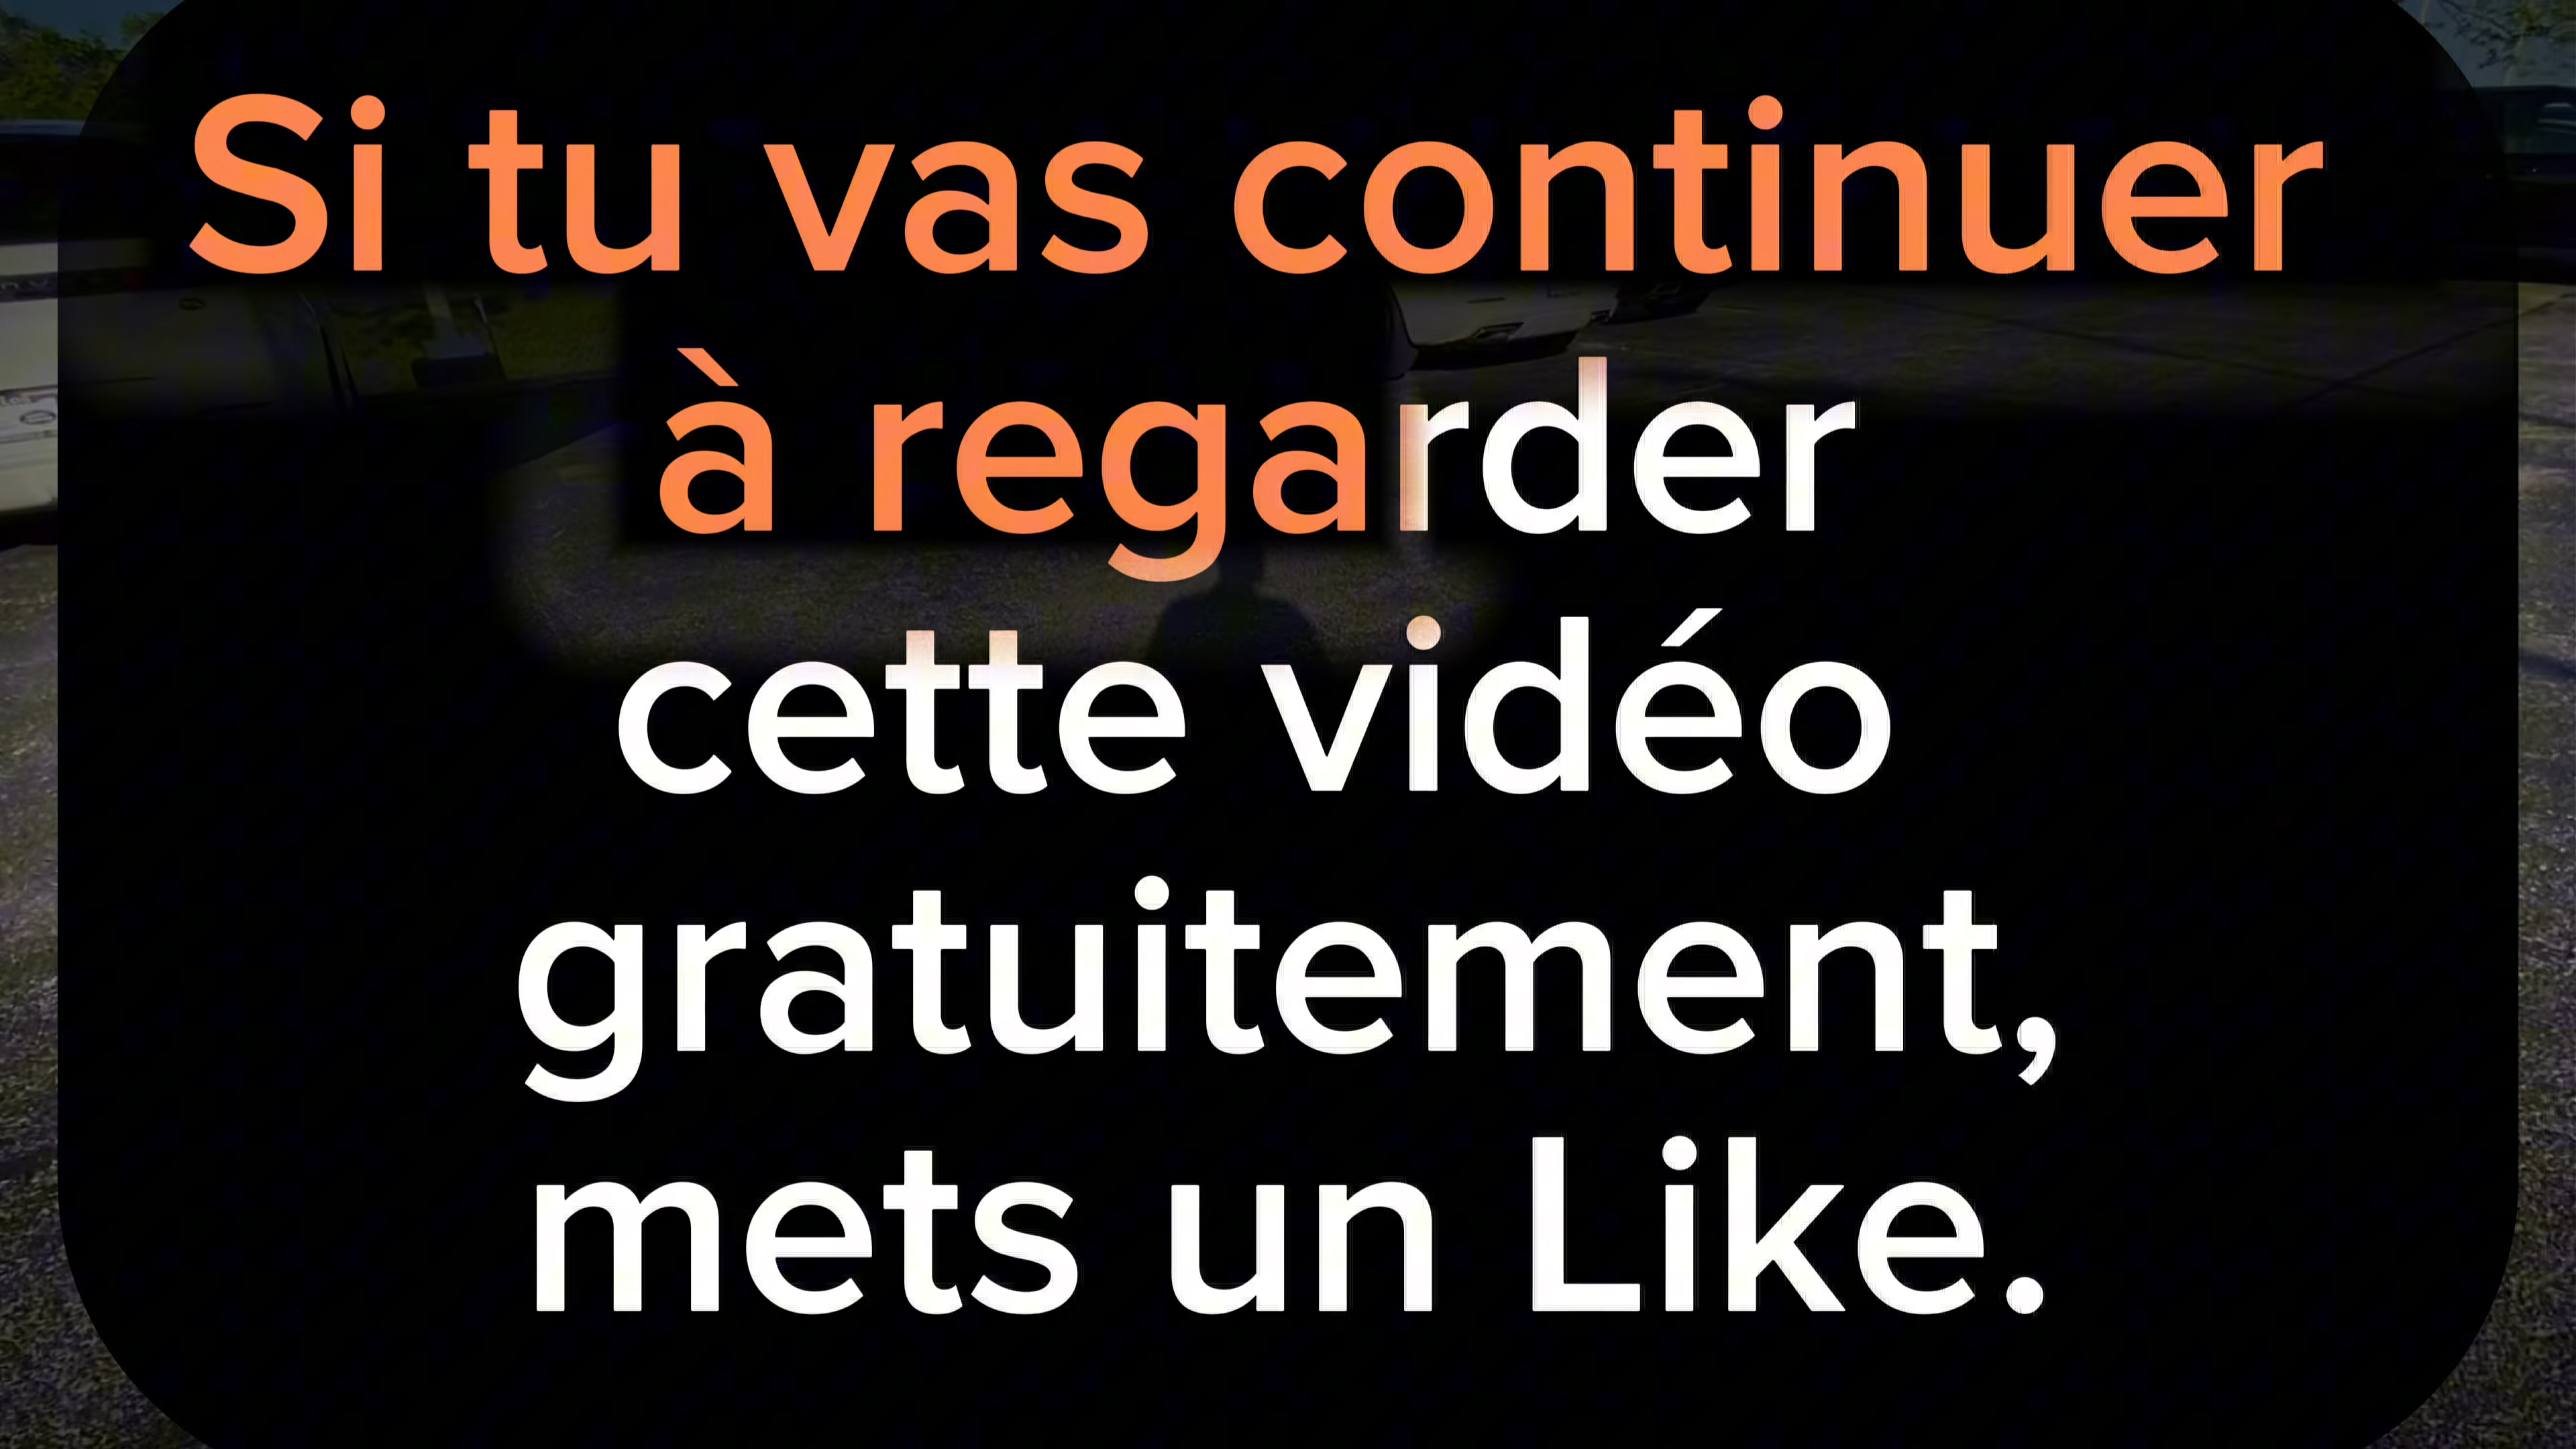 Si tu vas continuer
à regarder
cette vidéo
gratuitement,
mets un Like.